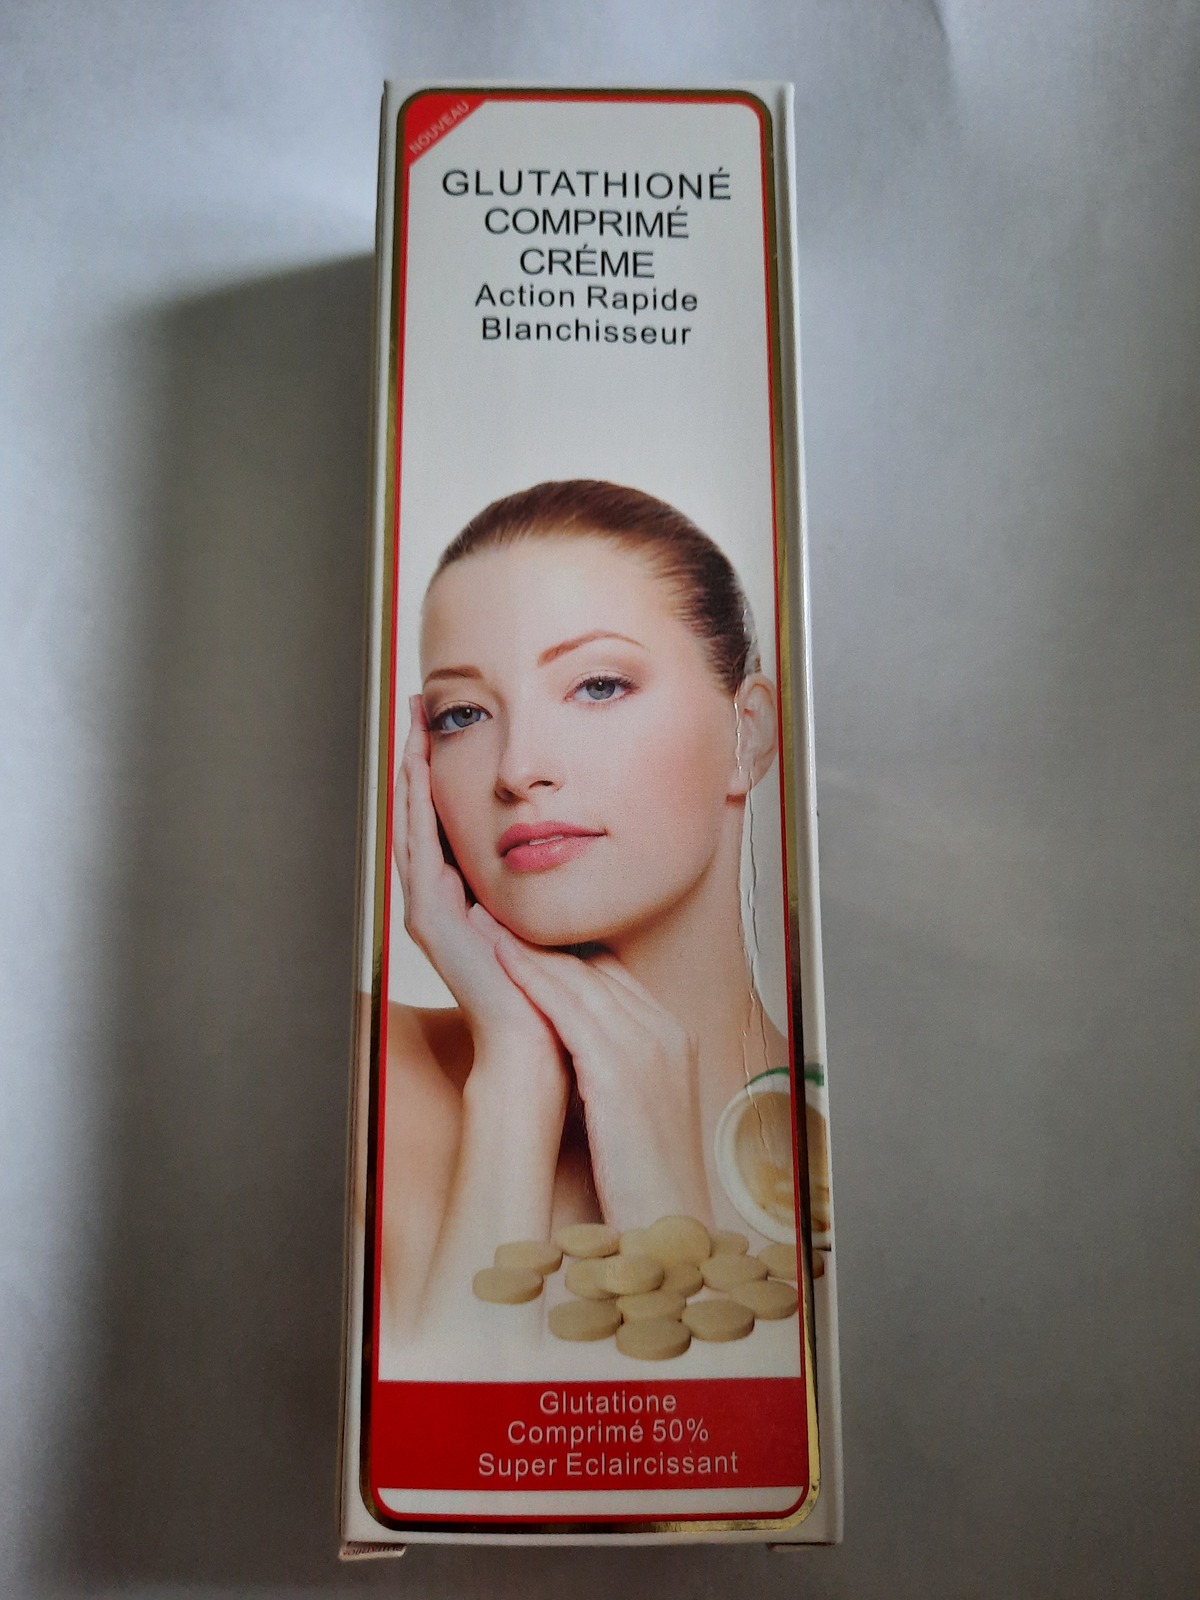 NOUVEAU
GLUTATHIONÉ
COMPRIMÉ
CRÉME
Action Rapide
Blanchisseur
Glutatione
Comprimé 50%
Super Eclaircissant